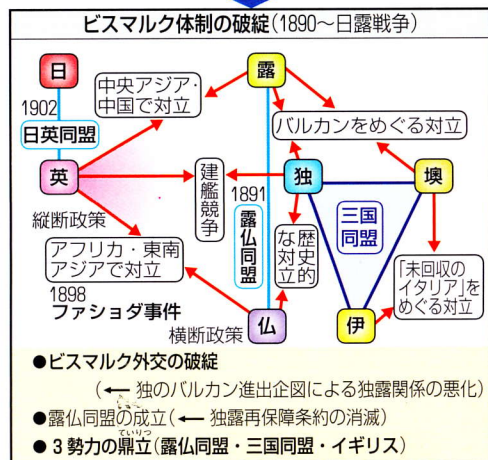 ビスマルク体制の破綻(1890〜日露戦争)
日
露
中央アジア・
中国で対立
1902
日英同盟
バルカンをめぐる対立
英
建艦競争
1891
露仏同盟
独
墺
縦断政策
歴史的
な対立
三国
同盟
アフリカ・東南
アジアで対立
「未回収の
イタリア」を
めぐる対立
1898
ファショダ事件
横断政策
仏
伊
●ビスマルク外交の破綻
(← 独のバルカン進出企図による独露関係の悪化)
●露仏同盟の成立(← 独露再保障条約の消滅)
●3勢力の鼎立(露仏同盟・三国同盟・イギリス)
ていりつ